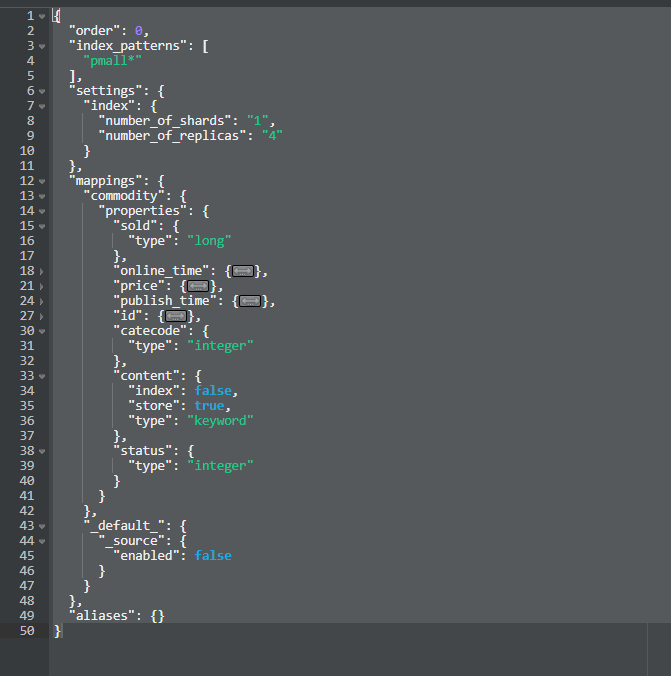 1 {
2 "order": 0,
3 "index_patterns": [
4 "pmall*"
5 ],
6 "settings": {
7 "index": {
8 "number_of_shards": "1",
9 "number_of_replicas": "4"
10 }
11 },
12 "mappings": {
13 "commodity": {
14 "properties": {
15 "sold": {
16 "type": "long"
17 },
18 "online_time": {},
21 "price": {},
24 "publish_time": {},
27 "id": {},
30 "catecode": {
31 "type": "integer"
32 },
33 "content": {
34 "index": false,
35 "store": true,
36 "type": "keyword"
37 },
38 "status": {
39 "type": "integer"
40 }
41 }
42 },
43 "_default_": {
44 "_source": {
45 "enabled": false
46 }
47 }
48 },
49 "aliases": {}
50 }